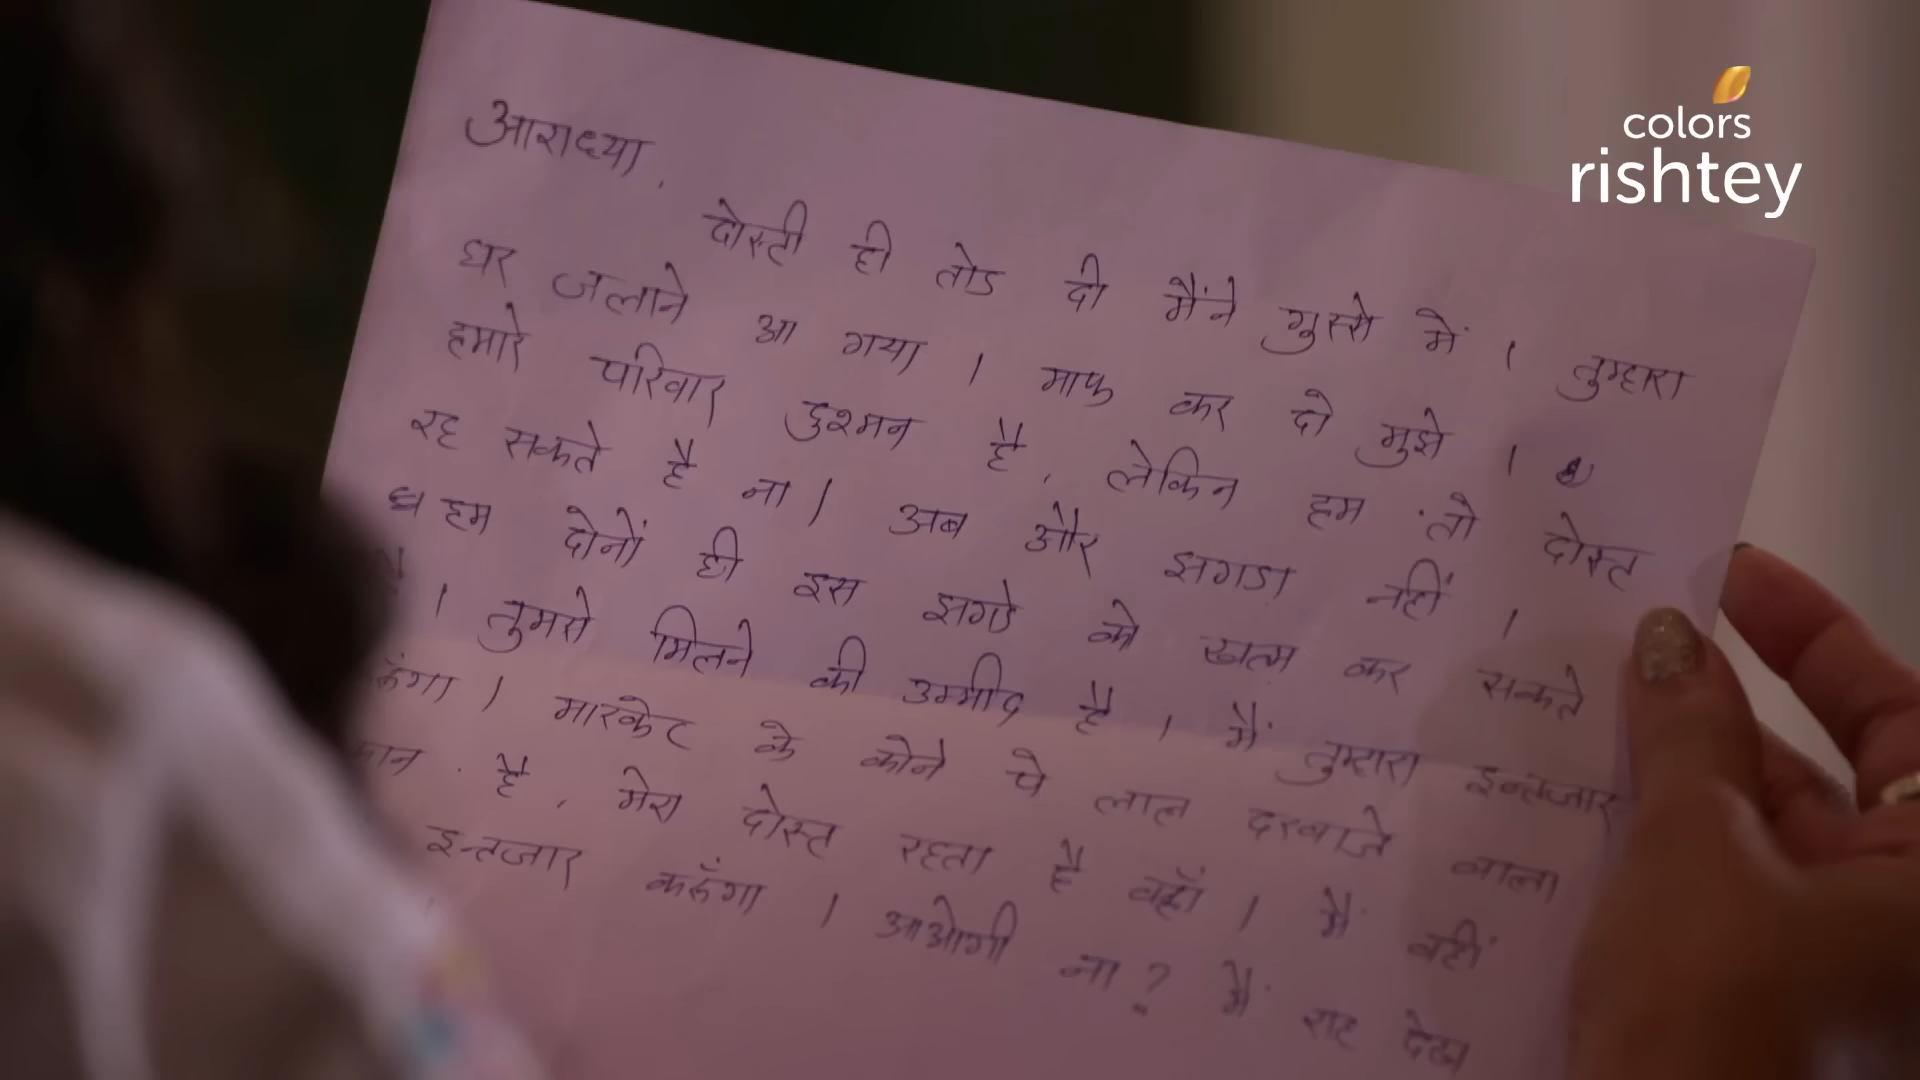 colors
rishtey
आराध्या,
दोस्ती ही तोड दी मैंने गुस्से में । तुम्हारा
घर जलाने आ गया । माफ कर दो मुझे ।
हमारे परिवार दुश्मन है, लेकिन हम तो दोस्त
रह सकते है ना । अब और झगडा नहीं ।
हम दोनों ही इस झगडे को खत्म कर सकते
है । तुमसे मिलने की उम्मीद है । मैं तुम्हारा इन्तजार
मारकेट के कोने पे लाल दरवाजे वाला
है, मेरा दोस्त रहता है वहाँ । मैं वहीं
इन्तजार करूँगा । आओगी ना ? मैं राह